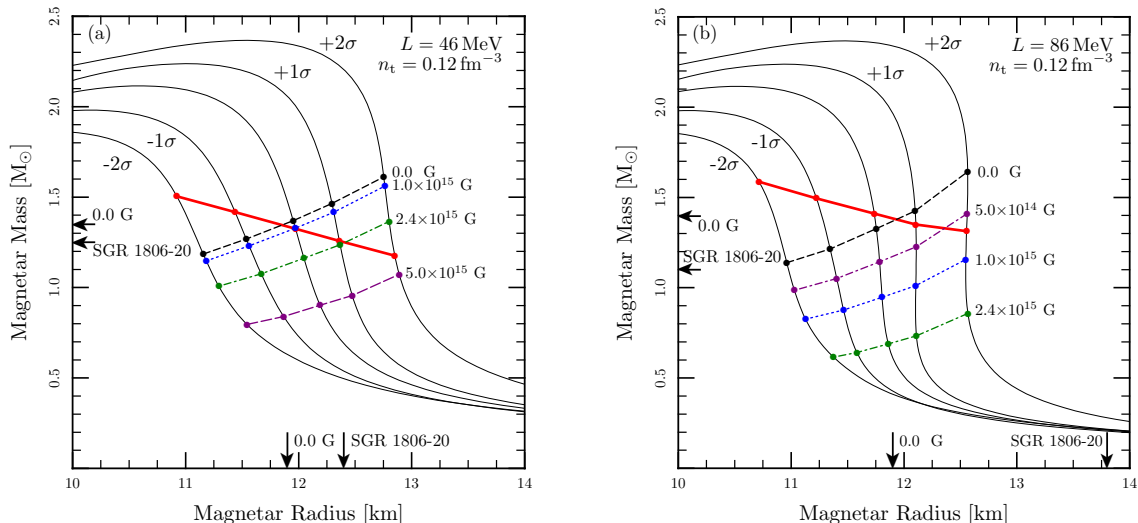 (a)
L = 46 MeV
nt = 0.12 fm−3
+2σ
+1σ
-1σ
-2σ
0.0 G
1.0×10^15 G
2.4×10^15 G
5.0×10^15 G
0.0 G
SGR 1806-20
0.0 G
SGR 1806-20
2.5
2.0
1.5
1.0
0.5
Magnetar Mass [M⊙]
10
11
12
13
14
Magnetar Radius [km]
(b)
L = 86 MeV
nt = 0.12 fm−3
+2σ
+1σ
-1σ
-2σ
0.0 G
5.0×10^14 G
1.0×10^15 G
2.4×10^15 G
0.0 G
SGR 1806-20
0.0 G
SGR 1806-20
2.5
2.0
1.5
1.0
0.5
Magnetar Mass [M⊙]
10
11
12
13
14
Magnetar Radius [km]